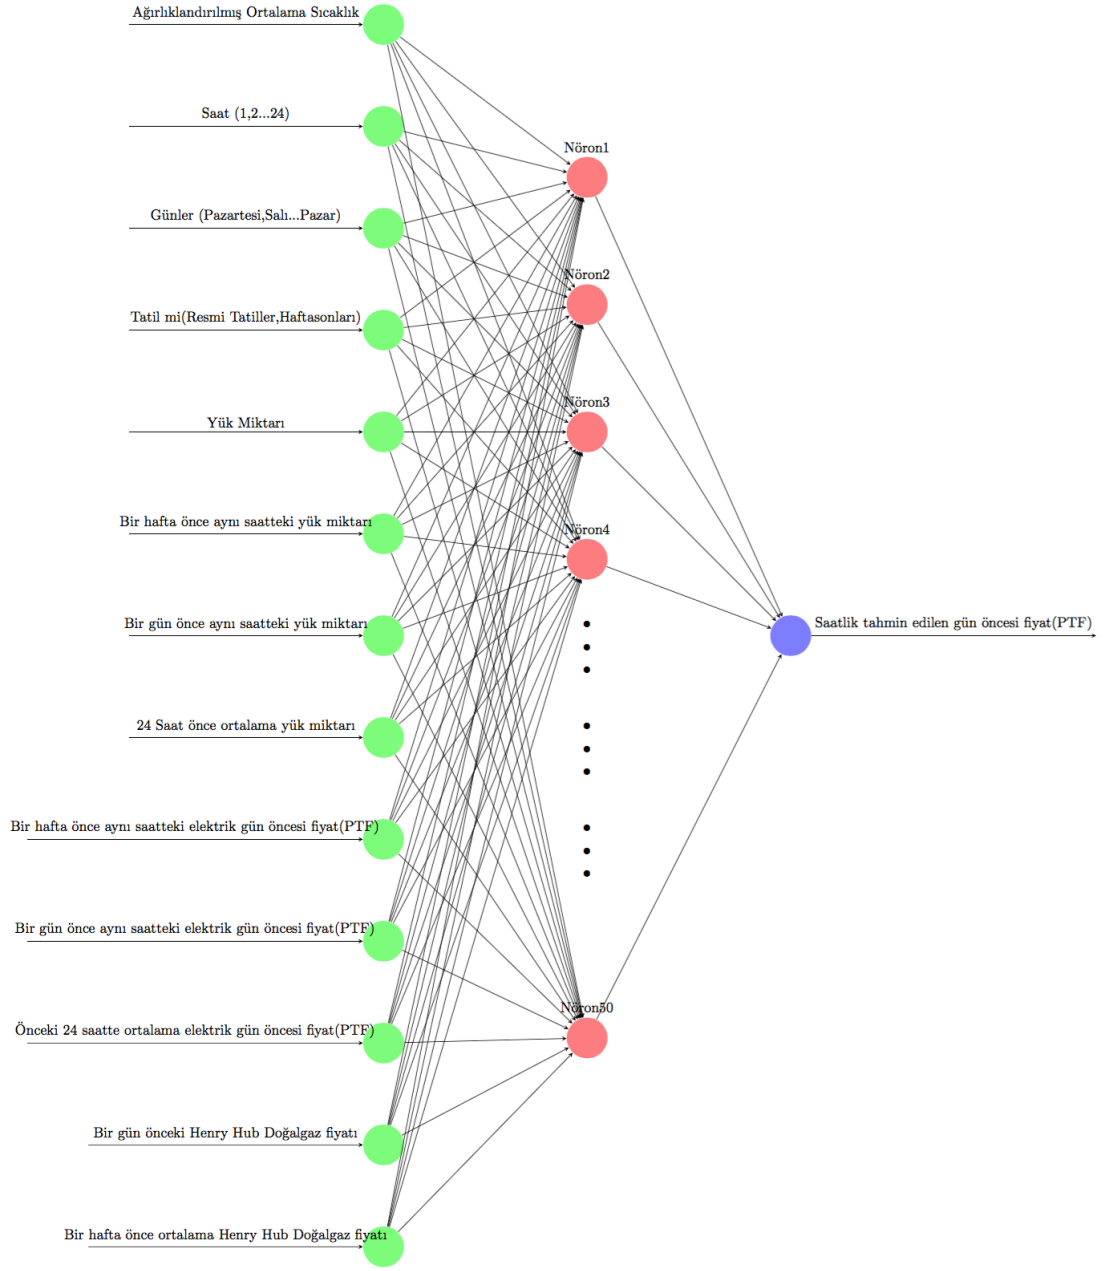 Ağırlıklandırılmış Ortalama Sıcaklık
Saat (1,2...24)
Nöron1
Günler (Pazartesi,Salı...Pazar)
Nöron2
Tatil mi(Resmi Tatiller,Haftasonları)
Nöron3
Yük Miktarı
Bir hafta önce aynı saatteki yük miktarı
Nöron4
Bir gün önce aynı saatteki yük miktarı
Saatlik tahmin edilen gün öncesi fiyat(PTF)
24 Saat önce ortalama yük miktarı
Bir hafta önce aynı saatteki elektrik gün öncesi fiyat(PTF)
Bir gün önce aynı saatteki elektrik gün öncesi fiyat(PTF)
Nöron50
Önceki 24 saatte ortalama elektrik gün öncesi fiyat(PTF)
Bir gün önceki Henry Hub Doğalgaz fiyatı
Bir hafta önce ortalama Henry Hub Doğalgaz fiyatı